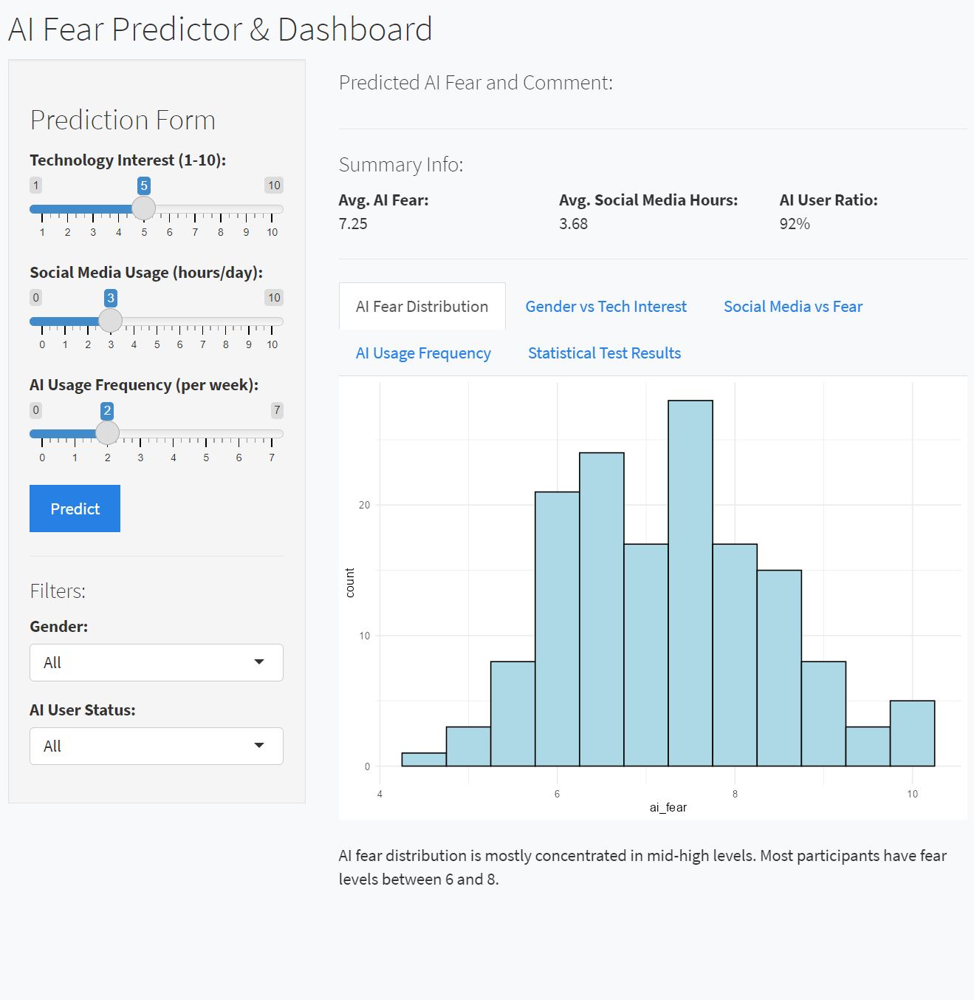 AI Fear Predictor & Dashboard
Prediction Form
Technology Interest (1-10):
1 5 10
1 2 3 4 5 6 7 8 9 10
Social Media Usage (hours/day):
0 3 10
0 1 2 3 4 5 6 7 8 9 10
AI Usage Frequency (per week):
0 2 7
0 1 2 3 4 5 6 7
Predict
Filters:
Gender:
All
AI User Status:
All
Predicted AI Fear and Comment:
Summary Info:
Avg. AI Fear: Avg. Social Media Hours: AI User Ratio:
7.25 3.68 92%
AI Fear Distribution Gender vs Tech Interest Social Media vs Fear
AI Usage Frequency Statistical Test Results
20
count
10
0
4 6 8 10
ai_fear
AI fear distribution is mostly concentrated in mid-high levels. Most participants have fear
levels between 6 and 8.